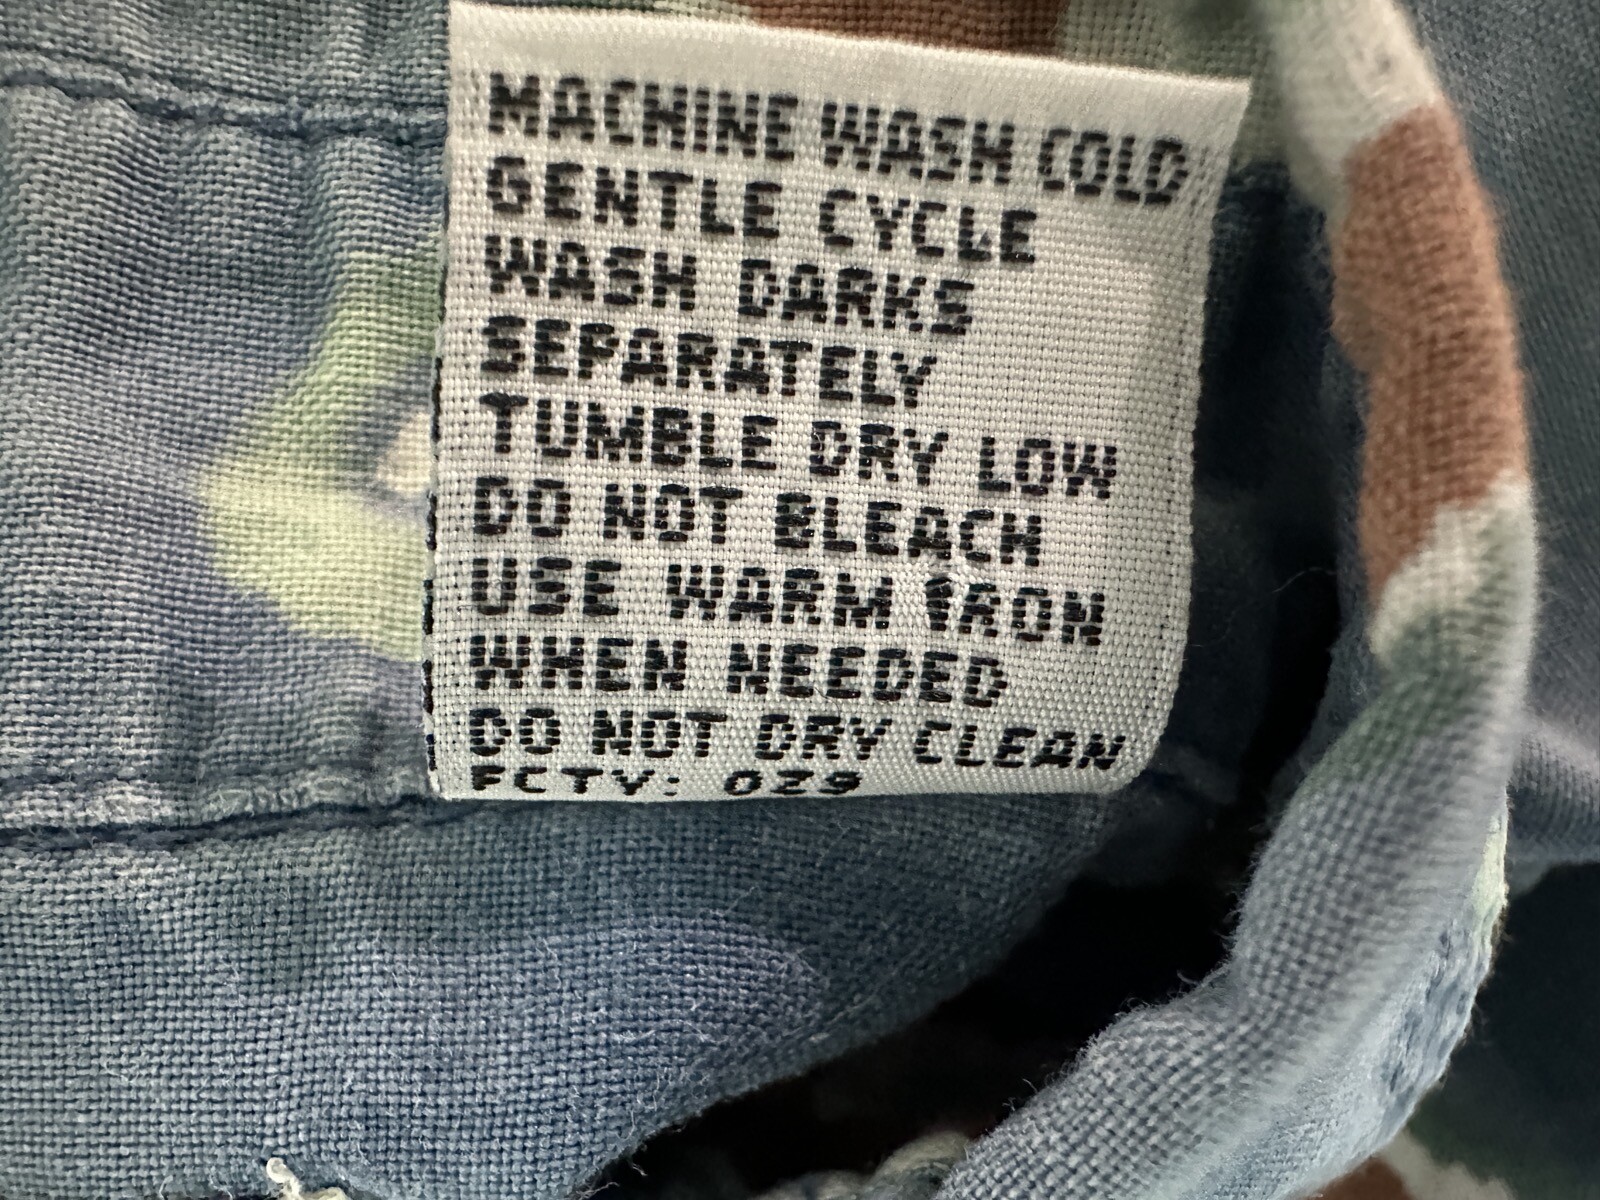 MACHINE WASH COLD
GENTLE CYCLE
WASH DARKS
SEPARATELY
TUMBLE DRY LOW
DO NOT BLEACH
USE WARM IRON
WHEN NEEDED
DO NOT DRY CLEAN
FCTY: 0Z9